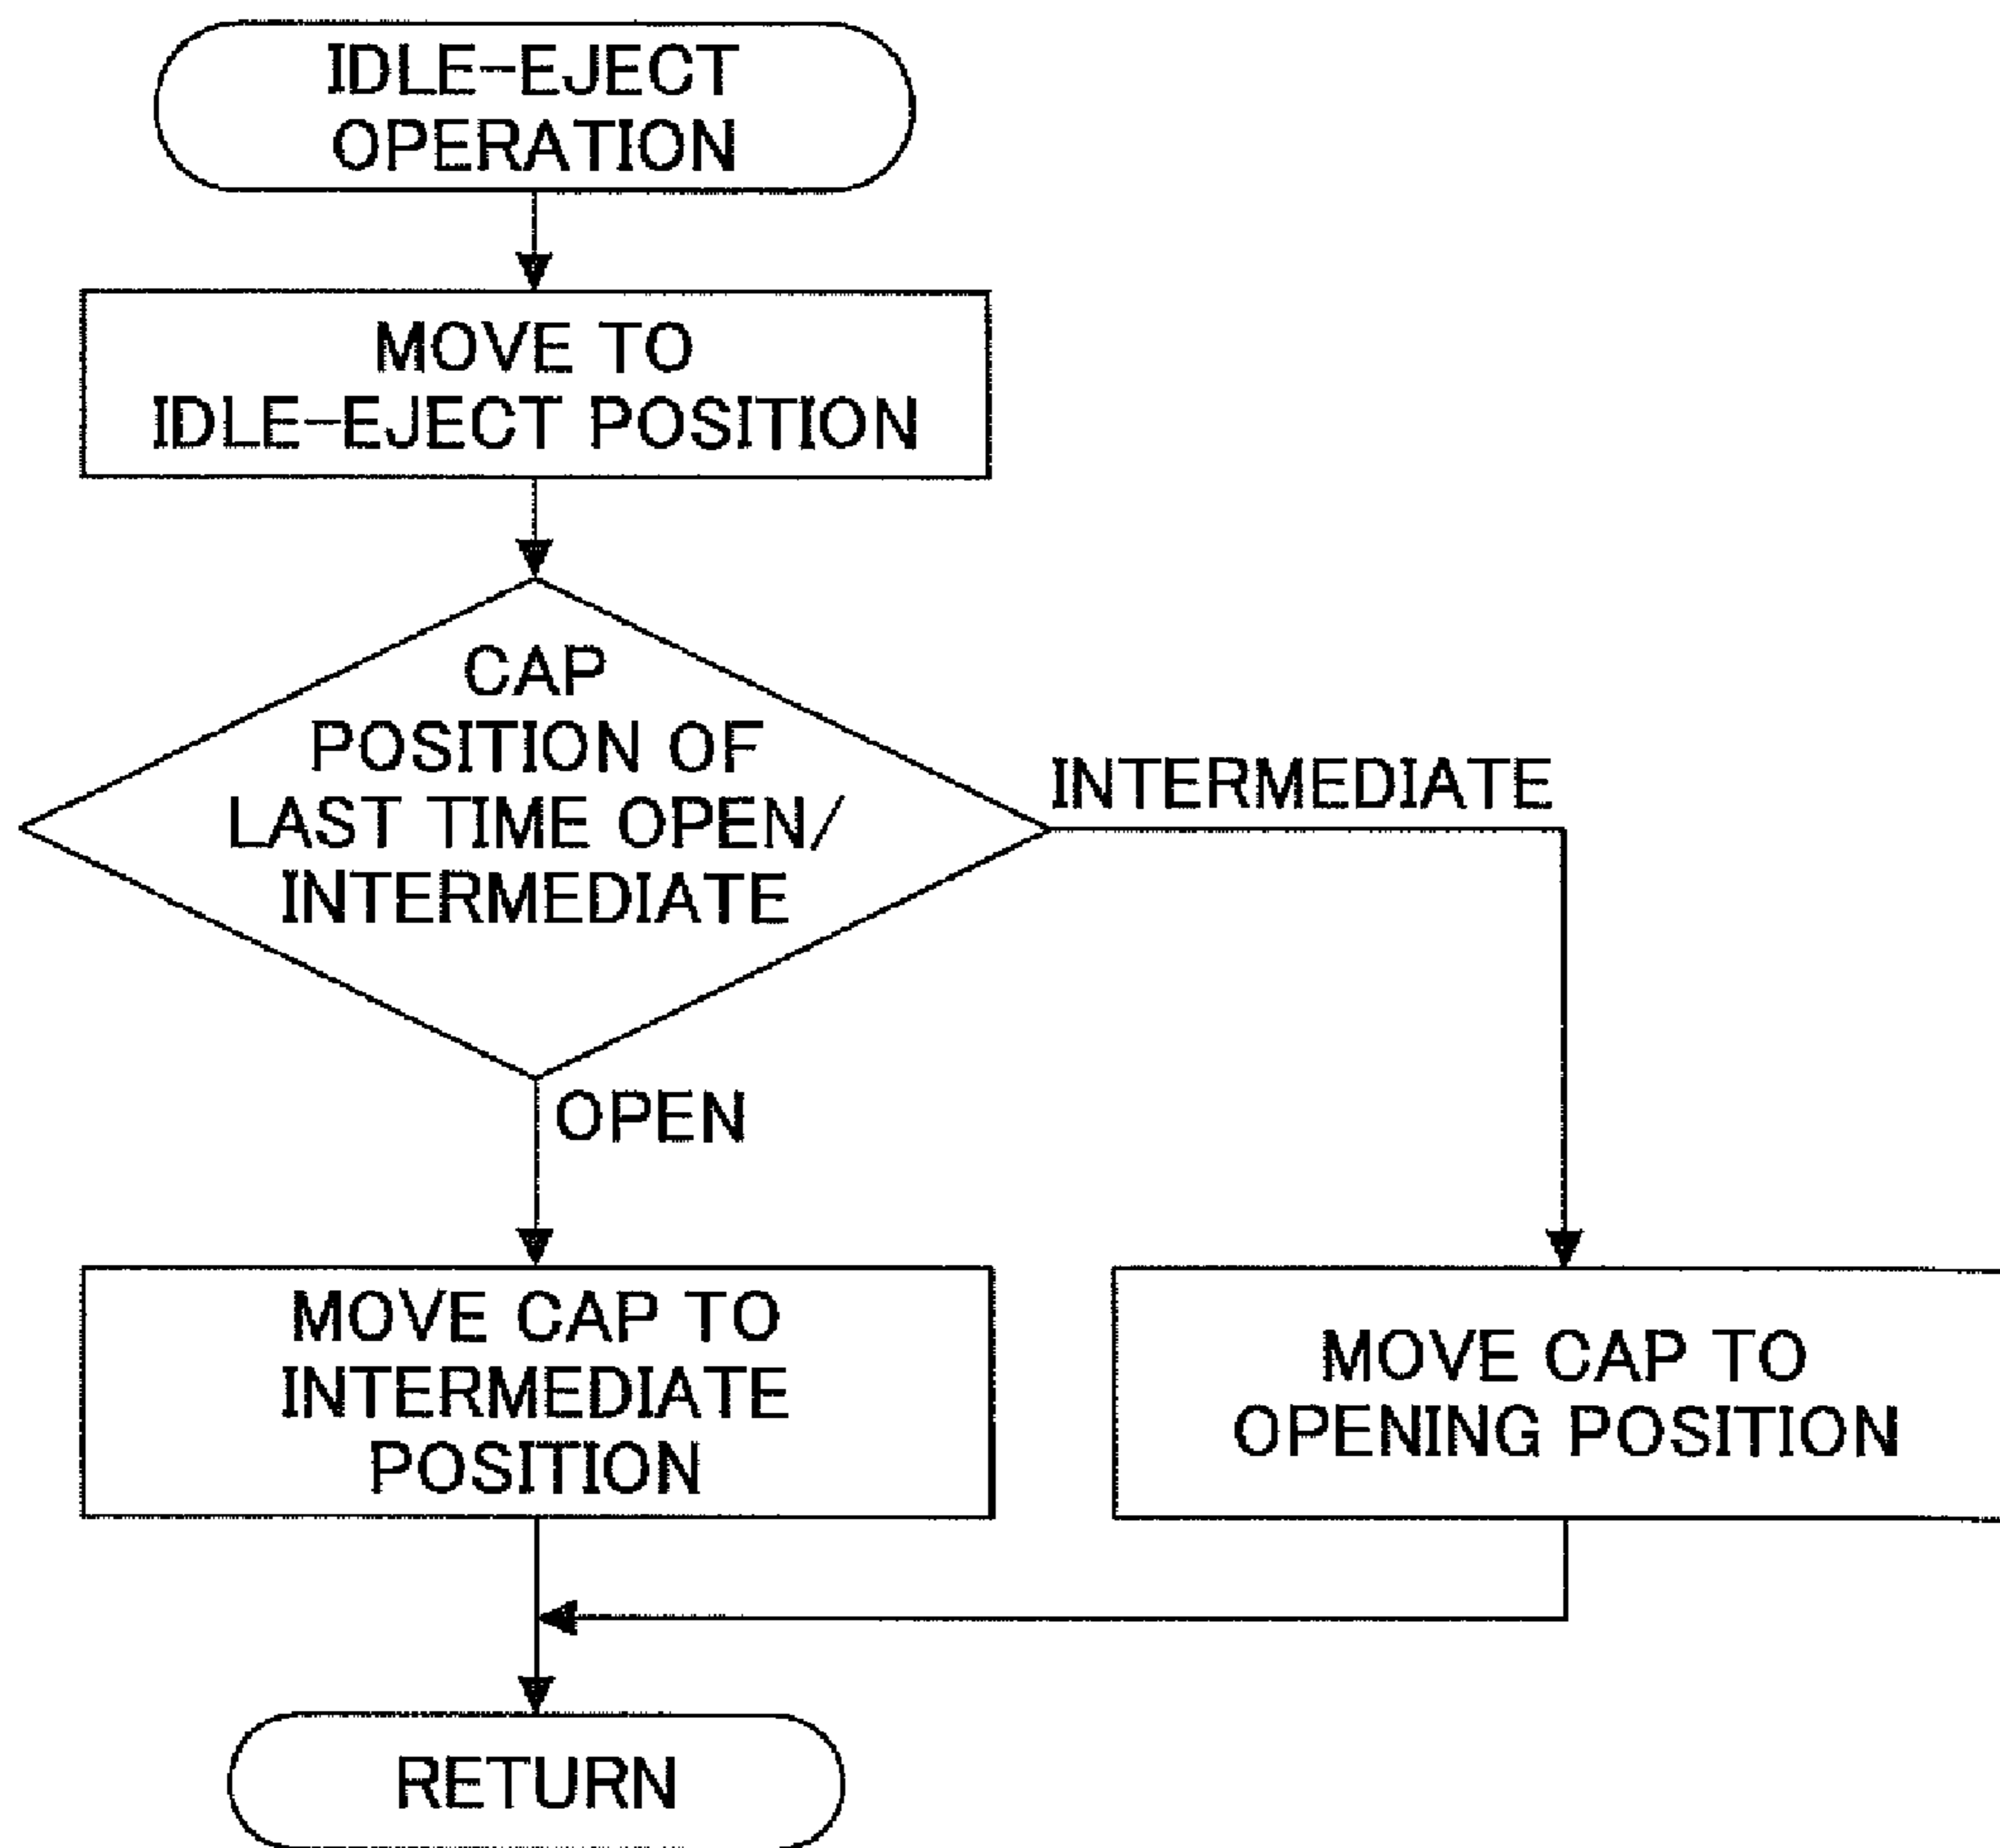 IDLE-EJECT
OPERATION
MOVE TO
IDLE-EJECT POSITION
CAP
POSITION OF
LAST TIME OPEN/
INTERMEDIATE
INTERMEDIATE
OPEN
MOVE CAP TO
INTERMEDIATE
POSITION
MOVE CAP TO
OPENING POSITION
RETURN